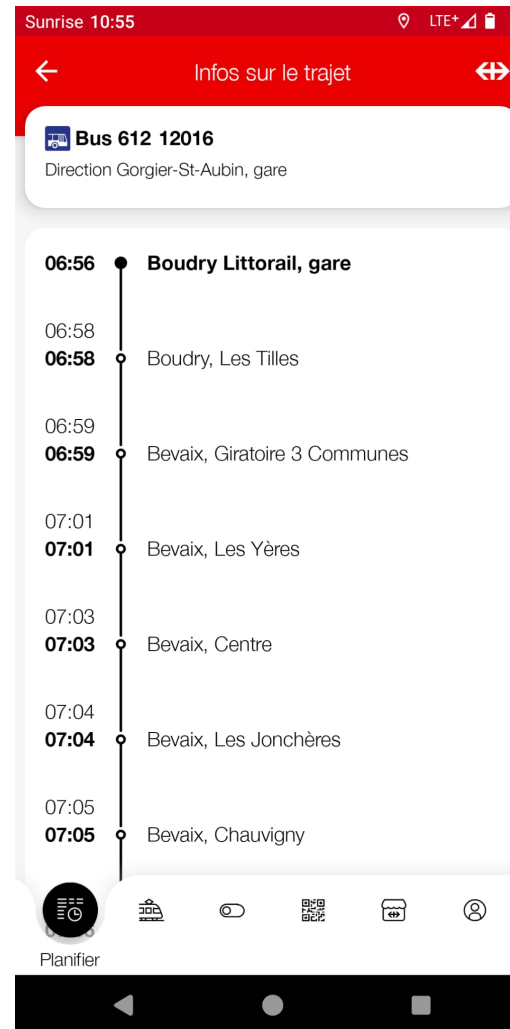 Sunrise 10:55 LTE+
Infos sur le trajet
Bus 612 12016
Direction Gorgier-St-Aubin, gare
06:56 Boudry Littorail, gare
06:58
06:58 Boudry, Les Tilles
06:59
06:59 Bevaix, Giratoire 3 Communes
07:01
07:01 Bevaix, Les Yères
07:03
07:03 Bevaix, Centre
07:04
07:04 Bevaix, Les Jonchères
07:05
07:05 Bevaix, Chauvigny
Planifier